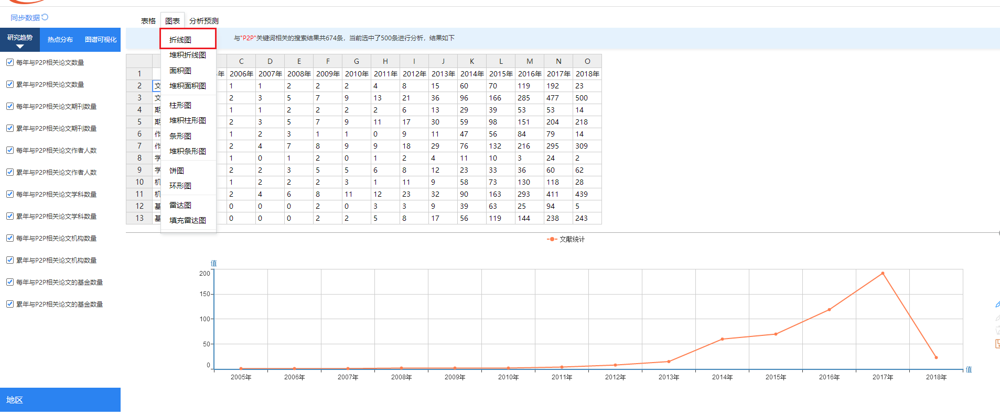 同步数据
表格 图表 分析预测
研究趋势 热点分布 图谱可视化
与"P2P"关键词相关的搜索结果共674条，当前选中了500条进行分析，结果如下
每年与P2P相关论文数量
累年与P2P相关论文数量
每年与P2P相关论文期刊数量
累年与P2P相关论文期刊数量
每年与P2P相关论文作者人数
累年与P2P相关论文作者人数
每年与P2P相关论文学科数量
累年与P2P相关论文学科数量
每年与P2P相关论文机构数量
累年与P2P相关论文机构数量
每年与P2P相关论文的基金数量
累年与P2P相关论文的基金数量
地区
折线图
堆积折线图
面积图
堆积面积图
柱形图
堆积柱形图
条形图
堆积条形图
饼图
环形图
雷达图
填充雷达图
C D E F G H I J K L M N O
1 年 2006年 2007年 2008年 2009年 2010年 2011年 2012年 2013年 2014年 2015年 2016年 2017年 2018年
2 文 1 1 2 2 2 4 8 15 60 70 119 192 23
3 文 2 3 5 7 9 13 21 36 96 166 285 477 500
4 期 1 1 2 2 2 2 6 13 29 39 53 53 14
5 期 2 3 5 7 9 11 17 30 59 98 151 204 218
6 作 1 2 3 1 1 0 9 11 47 56 84 79 14
7 作 2 4 7 8 9 9 18 29 76 132 216 295 309
8 学 1 0 1 2 0 1 2 4 11 10 3 24 2
9 学 2 2 3 5 5 6 8 12 23 33 36 60 62
10 机 1 2 2 2 3 1 11 9 58 73 130 118 28
11 机 2 4 6 8 11 12 23 32 90 163 293 411 439
12 基 0 0 0 2 0 3 3 9 39 63 25 94 5
13 基 0 0 0 2 2 5 8 17 56 119 144 238 243
文献统计
值
200
150
100
50
0
2005年 2006年 2007年 2008年 2009年 2010年 2011年 2012年 2013年 2014年 2015年 2016年 2017年 2018年
值